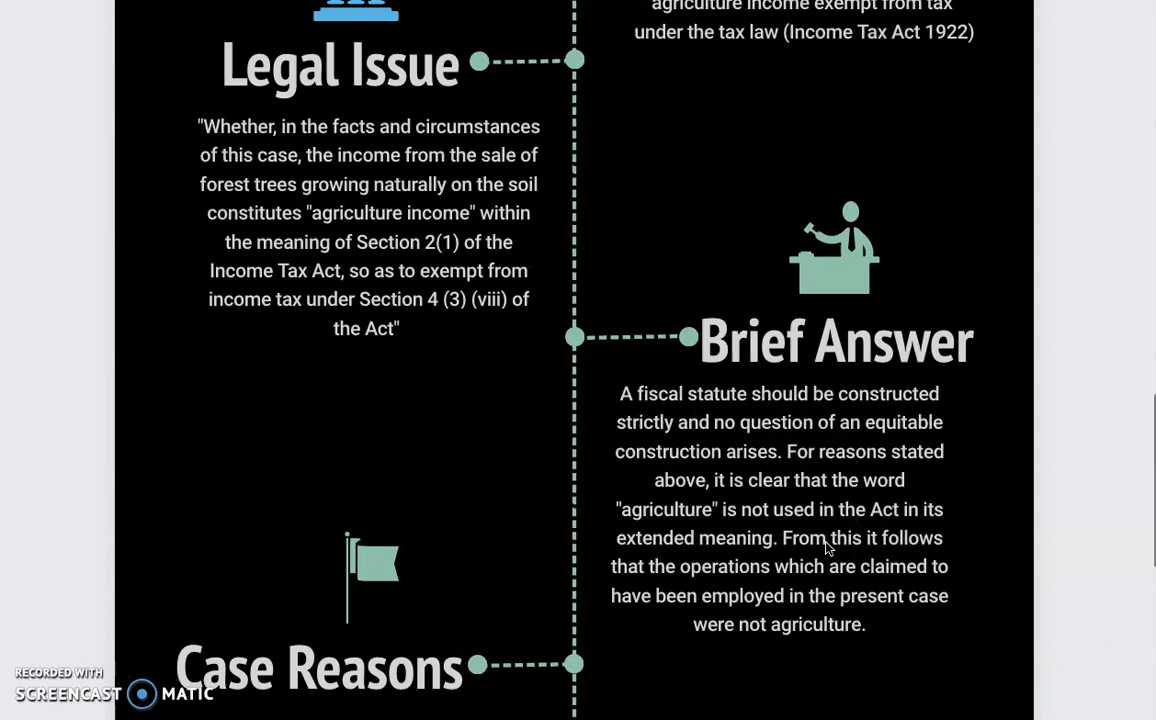 agriculture income exempt from tax
under the tax law (Income Tax Act 1922)
Legal Issue
"Whether, in the facts and circumstances
of this case, the income from the sale of
forest trees growing naturally on the soil
constitutes "agriculture income" within
the meaning of Section 2(1) of the
Income Tax Act, so as to exempt from
income tax under Section 4 (3) (viii) of
the Act"
Brief Answer
A fiscal statute should be constructed
strictly and no question of an equitable
construction arises. For reasons stated
above, it is clear that the word
"agriculture" is not used in the Act in its
extended meaning. From this it follows
that the operations which are claimed to
have been employed in the present case
were not agriculture.
Case Reasons
RECORDED WITH
SCREENCAST MATIC